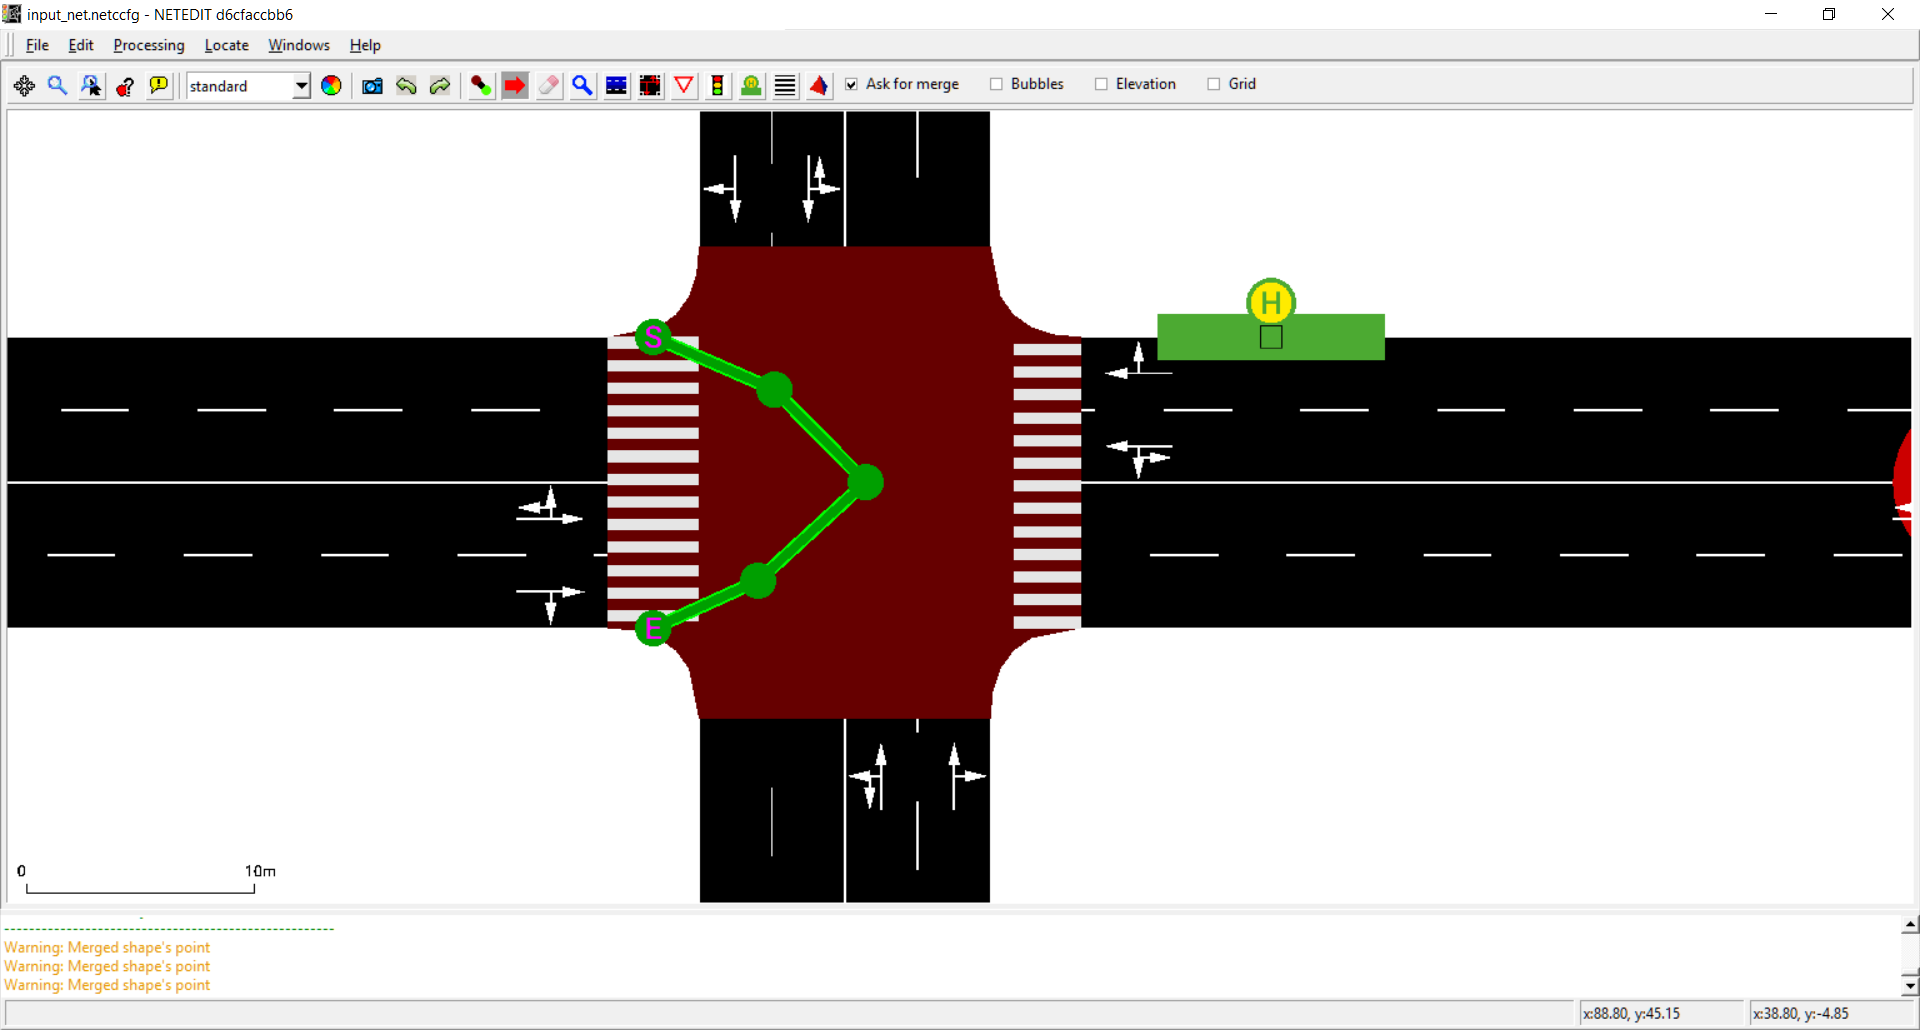 input_net.netccfg - NETEDIT d6cfaccbb6
File Edit Processing Locate Windows Help
standard Ask for merge Bubbles Elevation Grid
H
S
E
0 10m
Warning: Merged shape's point
Warning: Merged shape's point
Warning: Merged shape's point
x:88.80, y:45.15 x:38.80, y:-4.85